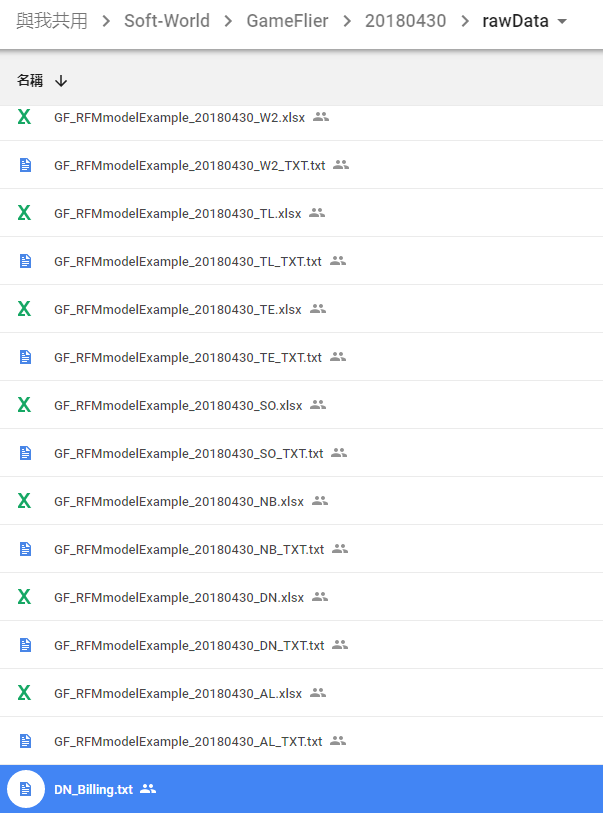 與我共用 > Soft-World > GameFlier > 20180430 > rawData
名稱
GF_RFMmodelExample_20180430_W2.xlsx
GF_RFMmodelExample_20180430_W2_TXT.txt
GF_RFMmodelExample_20180430_TL.xlsx
GF_RFMmodelExample_20180430_TL_TXT.txt
GF_RFMmodelExample_20180430_TE.xlsx
GF_RFMmodelExample_20180430_TE_TXT.txt
GF_RFMmodelExample_20180430_SO.xlsx
GF_RFMmodelExample_20180430_SO_TXT.txt
GF_RFMmodelExample_20180430_NB.xlsx
GF_RFMmodelExample_20180430_NB_TXT.txt
GF_RFMmodelExample_20180430_DN.xlsx
GF_RFMmodelExample_20180430_DN_TXT.txt
GF_RFMmodelExample_20180430_AL.xlsx
GF_RFMmodelExample_20180430_AL_TXT.txt
DN_Billing.txt